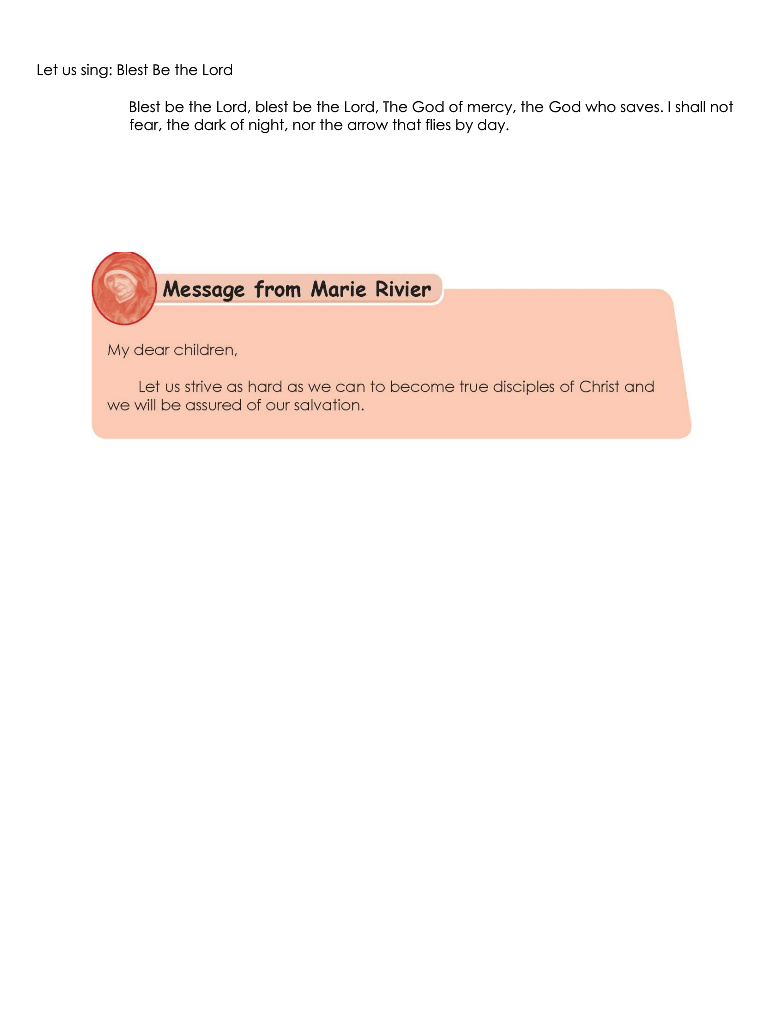 Let us sing: Blest Be the Lord
Blest be the Lord, blest be the Lord, The God of mercy, the God who saves. I shall not
fear, the dark of night, nor the arrow that flies by day.
Message from Marie Rivier
My dear children,
Let us strive as hard as we can to become true disciples of Christ and
we will be assured of our salvation.